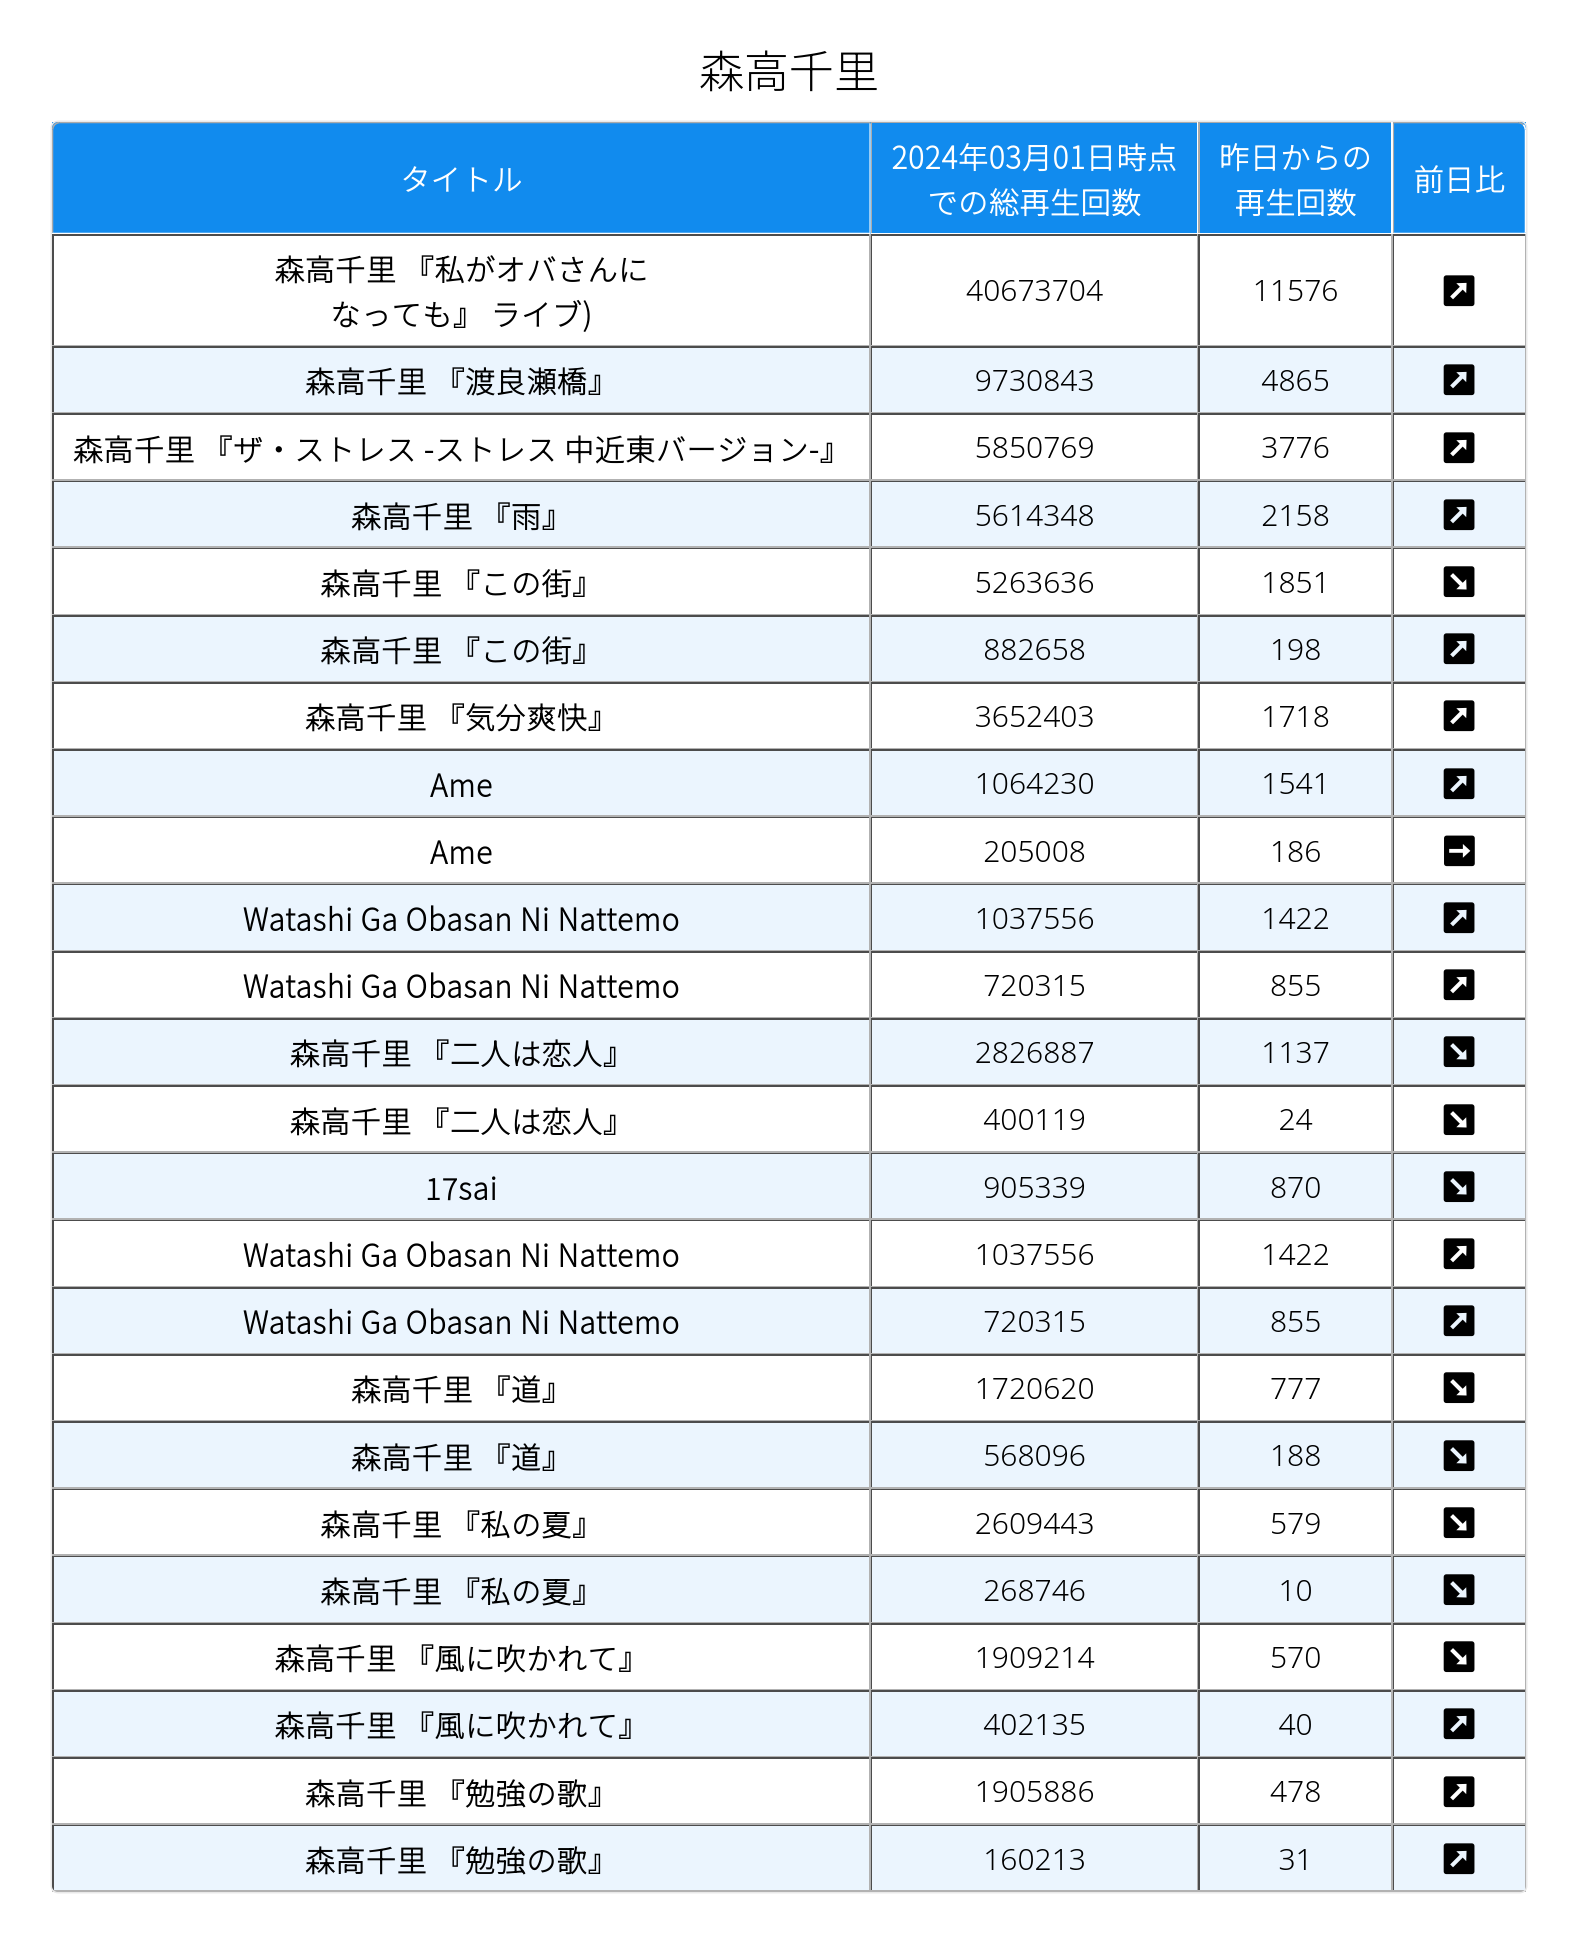 森高千里
タイトル 2024年03月01日時点での総再生回数 昨日からの再生回数 前日比
森高千里 『私がオバさんに
なっても』 ライブ) 40673704 11576 ↗
森高千里 『渡良瀬橋』 9730843 4865 ↗
森高千里 『ザ・ストレス -ストレス 中近東バージョン-』 5850769 3776 ↗
森高千里 『雨』 5614348 2158 ↗
森高千里 『この街』 5263636 1851 ↘
森高千里 『この街』 882658 198 ↗
森高千里 『気分爽快』 3652403 1718 ↗
Ame 1064230 1541 ↗
Ame 205008 186 →
Watashi Ga Obasan Ni Nattemo 1037556 1422 ↗
Watashi Ga Obasan Ni Nattemo 720315 855 ↗
森高千里 『二人は恋人』 2826887 1137 ↘
森高千里 『二人は恋人』 400119 24 ↘
17sai 905339 870 ↘
Watashi Ga Obasan Ni Nattemo 1037556 1422 ↗
Watashi Ga Obasan Ni Nattemo 720315 855 ↗
森高千里 『道』 1720620 777 ↘
森高千里 『道』 568096 188 ↘
森高千里 『私の夏』 2609443 579 ↘
森高千里 『私の夏』 268746 10 ↘
森高千里 『風に吹かれて』 1909214 570 ↘
森高千里 『風に吹かれて』 402135 40 ↗
森高千里 『勉強の歌』 1905886 478 ↗
森高千里 『勉強の歌』 160213 31 ↗